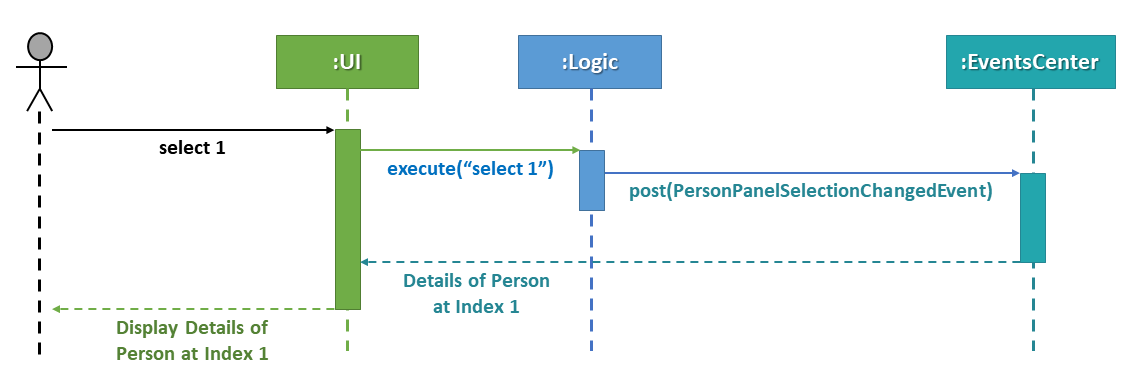 :UI
:Logic
:EventsCenter
select 1
execute(“select 1”)
post(PersonPanelSelectionChangedEvent)
Details of Person
at Index 1
Display Details of
Person at Index 1